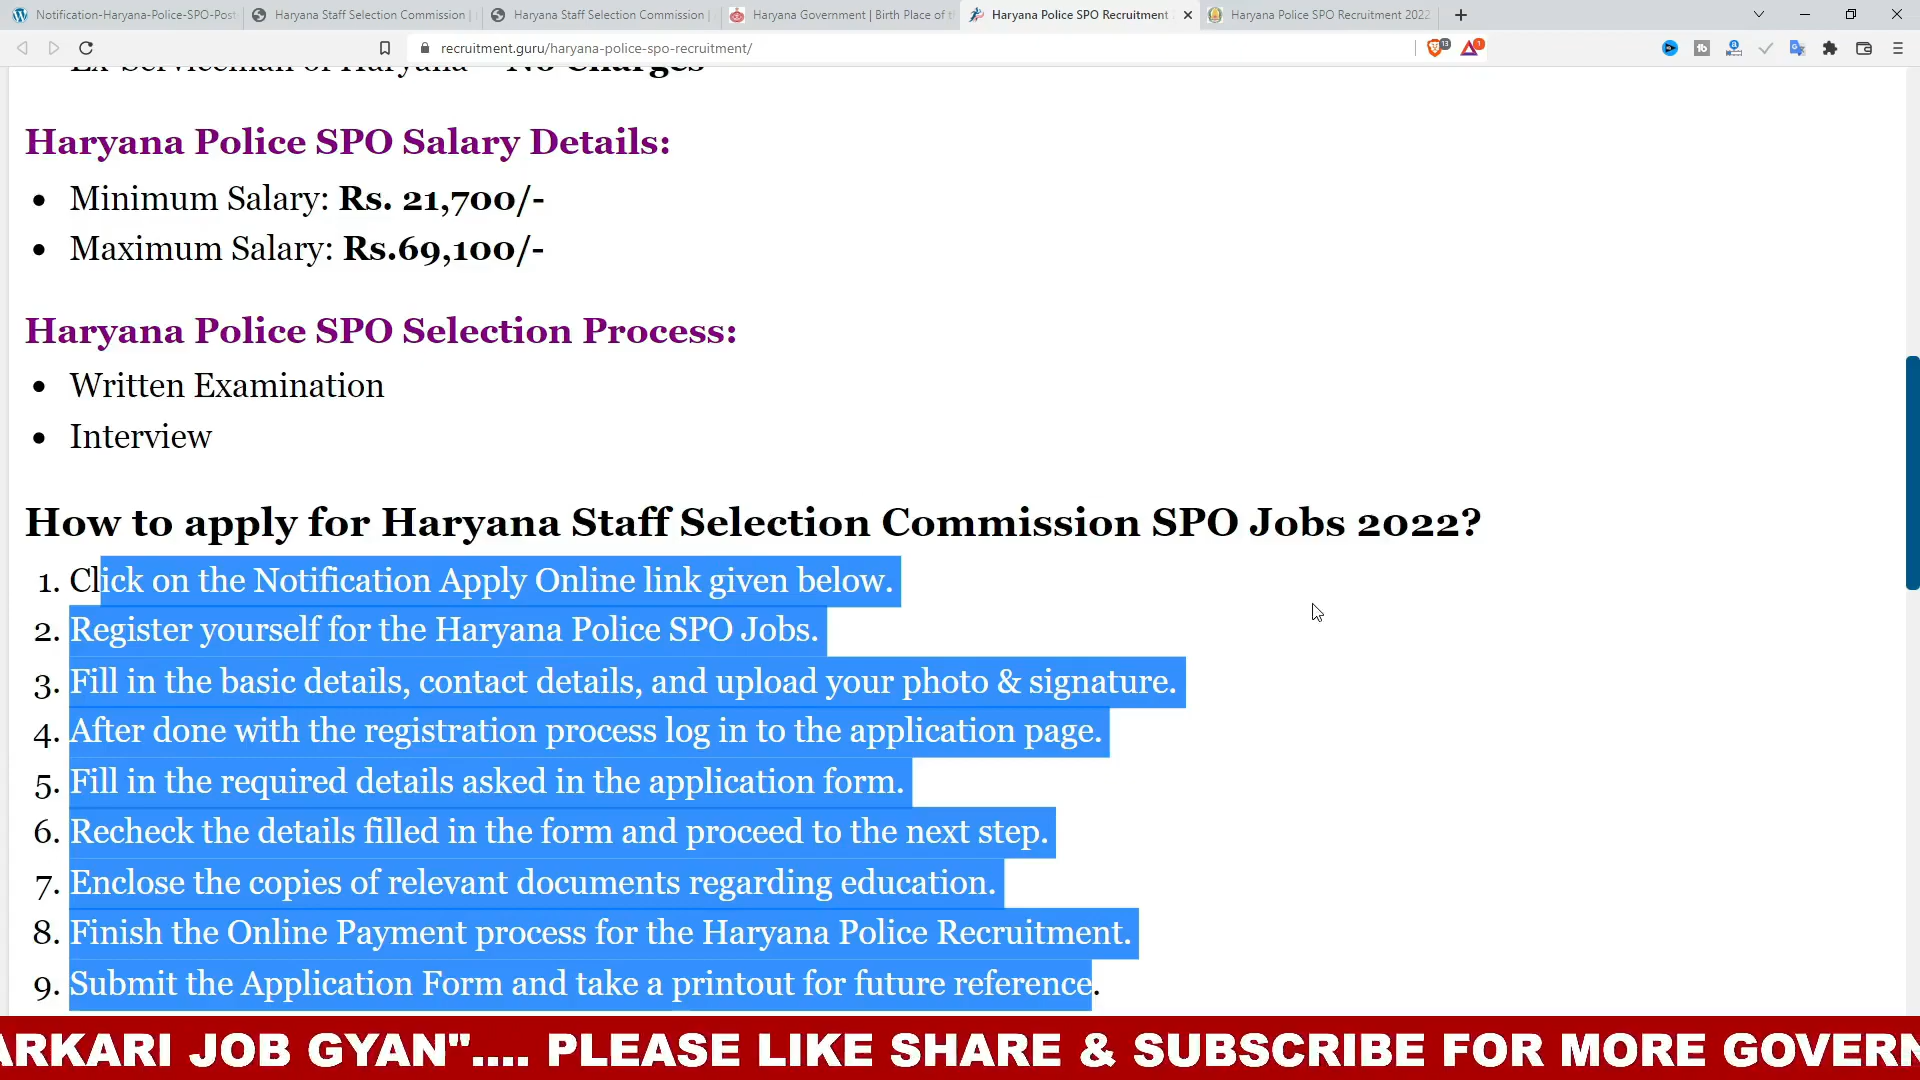 Notification-Haryana-Police-SPO-Post
Haryana Staff Selection Commission |
Haryana Staff Selection Commission |
Haryana Government | Birth Place of t
Haryana Police SPO Recruitment
Haryana Police SPO Recruitment 2022
recruitment.guru/haryana-police-spo-recruitment/
13
1
Ex-Serviceman of Haryana – No Charges
Haryana Police SPO Salary Details:
• Minimum Salary: Rs. 21,700/-
• Maximum Salary: Rs.69,100/-
Haryana Police SPO Selection Process:
• Written Examination
• Interview
How to apply for Haryana Staff Selection Commission SPO Jobs 2022?
1. Click on the Notification Apply Online link given below.
2. Register yourself for the Haryana Police SPO Jobs.
3. Fill in the basic details, contact details, and upload your photo & signature.
4. After done with the registration process log in to the application page.
5. Fill in the required details asked in the application form.
6. Recheck the details filled in the form and proceed to the next step.
7. Enclose the copies of relevant documents regarding education.
8. Finish the Online Payment process for the Haryana Police Recruitment.
9. Submit the Application Form and take a printout for future reference.
ARKARI JOB GYAN".... PLEASE LIKE SHARE & SUBSCRIBE FOR MORE GOVERN